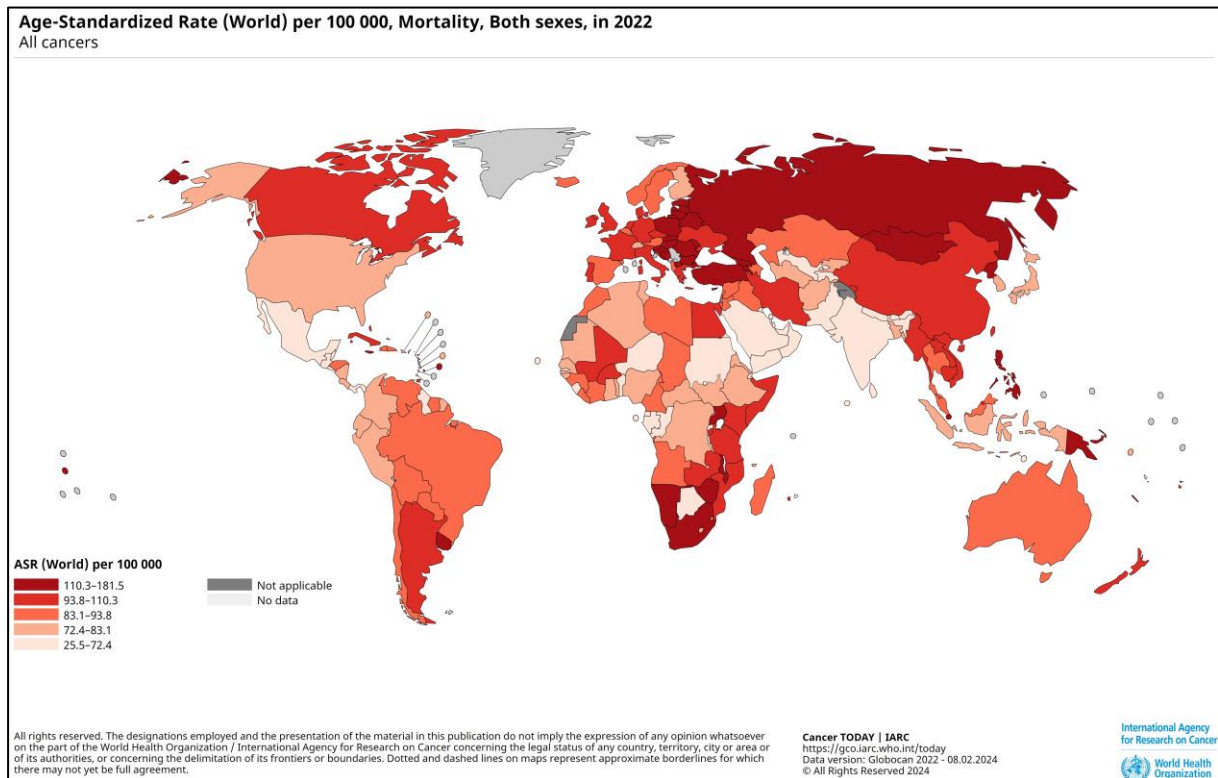 Age-Standardized Rate (World) per 100 000, Mortality, Both sexes, in 2022
All cancers
ASR (World) per 100 000
110.3–181.5
93.8–110.3
83.1–93.8
72.4–83.1
25.5–72.4
Not applicable
No data
All rights reserved. The designations employed and the presentation of the material in this publication do not imply the expression of any opinion whatsoever
on the part of the World Health Organization / International Agency for Research on Cancer concerning the legal status of any country, territory, city or area or
of its authorities, or concerning the delimitation of its frontiers or boundaries. Dotted and dashed lines on maps represent approximate borderlines for which
there may not yet be full agreement.
Cancer TODAY | IARC
https://gco.iarc.who.int/today
Data version: Globocan 2022 - 08.02.2024
© All Rights Reserved 2024
International Agency
for Research on Cancer
World Health
Organization